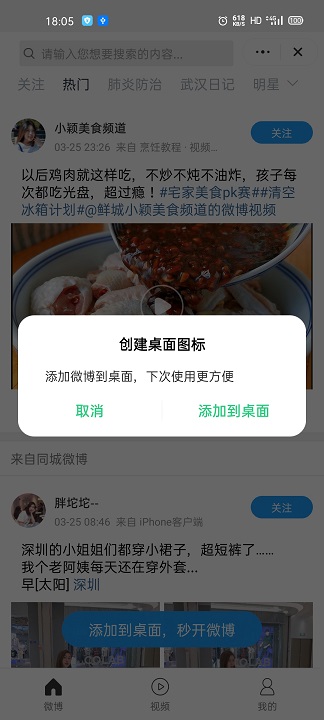 18:05
618 KB/S HD 5G 100
请输入您想要搜索的内容...
关注 热门 肺炎防治 武汉日记 明星
小颖美食频道
03-25 23:26 来自 烹饪教程·视频...
关注
以后鸡肉就这样吃，不炒不炖不油炸，孩子每
次都吃光盘，超过瘾！#宅家美食pk赛##清空
冰箱计划#@鲜城小颖美食频道的微博视频
创建桌面图标
添加微博到桌面，下次使用更方便
取消 添加到桌面
来自同城微博
胖坨坨--
03-25 08:46 来自 iPhone客户端
关注
深圳的小姐姐们都穿小裙子，超短裤了......
我个老阿姨每天还在穿外套...
早[太阳] 深圳
添加到桌面，秒开微博
微博 视频 我的